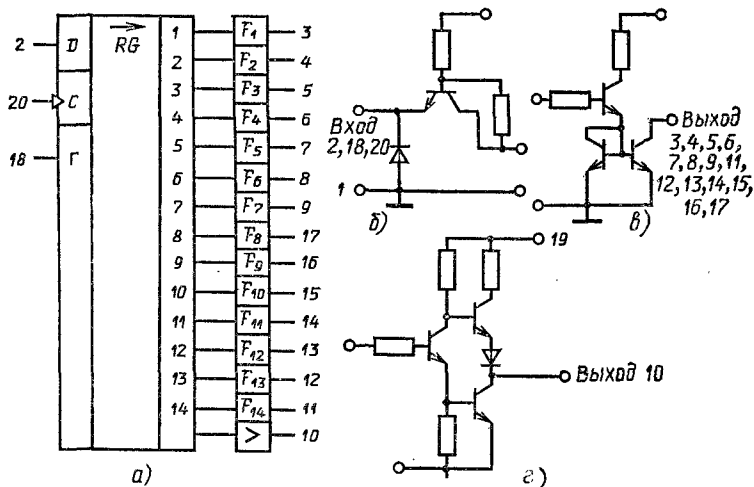 2 D
20 C
18 Г
RG
1 F1 3
2 F2 4
3 F3 5
4 F4 6
5 F5 7
6 F6 8
7 F7 9
8 F8 17
9 F9 16
10 F10 15
11 F11 14
12 F12 13
13 F13 12
14 F14 11
> 10
а)
Вход
2,18,20
1
б)
Выход
3,4,5,6,
7,8,9,11,
12,13,14,15,
16,17
в)
19
Выход 10
г)